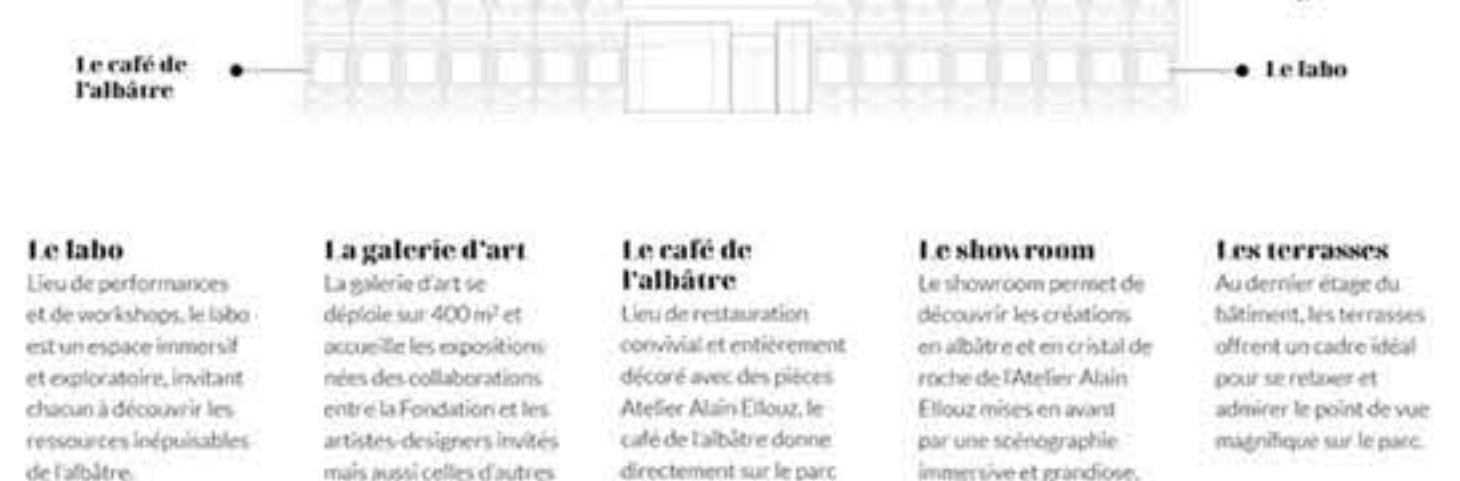 Le café de
l'albâtre
Le labo
Le labo
Lieu de performances
et de workshops, le labo
est un espace immersif
et exploratoire, invitant
chacun à découvrir les
ressources inépuisables
de l'albâtre.
La galerie d'art
La galerie d'art se
déploie sur 400 m² et
accueille les expositions
nées des collaborations
entre la Fondation et les
artistes-designers invités
mais aussi celles d'autres
Le café de
l'albâtre
Lieu de restauration
convivial et entièrement
décoré avec des pièces
Atelier Alain Ellouz, le
café de l'albâtre donne
directement sur le parc
Le showroom
Le showroom permet de
découvrir les créations
en albâtre et en cristal de
roche de l'Atelier Alain
Ellouz mises en avant
par une scénographie
immersive et grandiose.
Les terrasses
Au dernier étage du
bâtiment, les terrasses
offrent un cadre idéal
pour se relaxer et
admirer le point de vue
magnifique sur le parc.